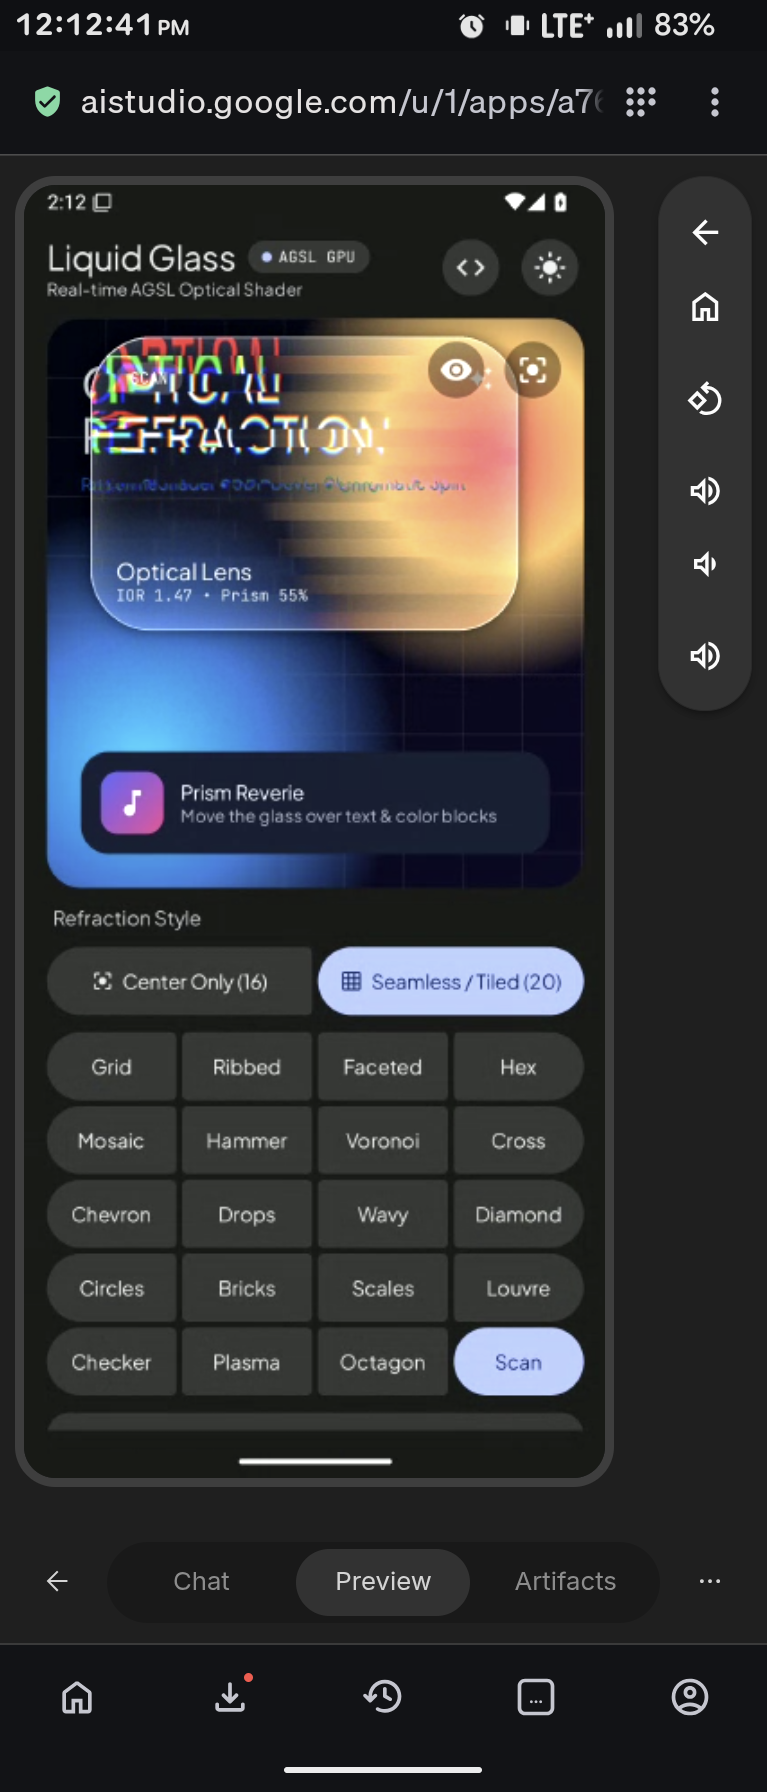 12:12:41 PM LTE+ 83%
aistudio.google.com/u/1/apps/a76
2:12
Liquid Glass AGSL GPU
Real-time AGSL Optical Shader
SCAN
OPTICAL
REFRACTION
Optical Lens
IOR 1.47 • Prism 55%
Prism Reverie
Move the glass over text & color blocks
Refraction Style
Center Only (16) Seamless / Tiled (20)
Grid Ribbed Faceted Hex
Mosaic Hammer Voronoi Cross
Chevron Drops Wavy Diamond
Circles Bricks Scales Louvre
Checker Plasma Octagon Scan
Chat Preview Artifacts